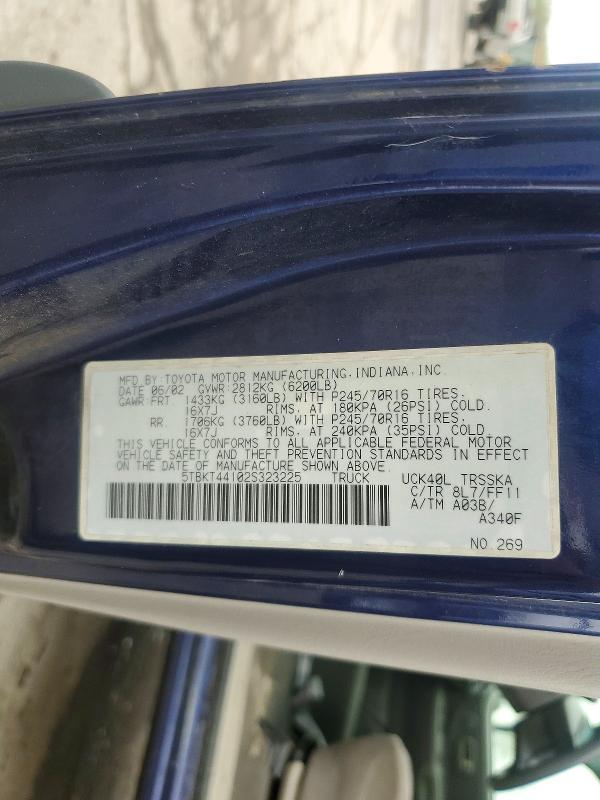 MFD.BY:TOYOTA MOTOR MANUFACTURING,INDIANA,INC.
DATE 06/02 GVWR:2812KG (6200LB)
GAWR:FRT 1433KG (3160LB) WITH P245/70R16 TIRES.
16X7J RIMS. AT 180KPA (26PSI) COLD.
RR. 1706KG (3760LB) WITH P245/70R16 TIRES.
16X7J RIMS. AT 240KPA (35PSI) COLD.
THIS VEHICLE CONFORMS TO ALL APPLICABLE FEDERAL MOTOR
VEHICLE SAFETY AND THEFT PREVENTION STANDARDS IN EFFECT
ON THE DATE OF MANUFACTURE SHOWN ABOVE.
5TBKT44102S323225 TRUCK UCK40L TRSSKA
C/TR 8L7/FF11
A/TM A03B/
A340F
NO.269